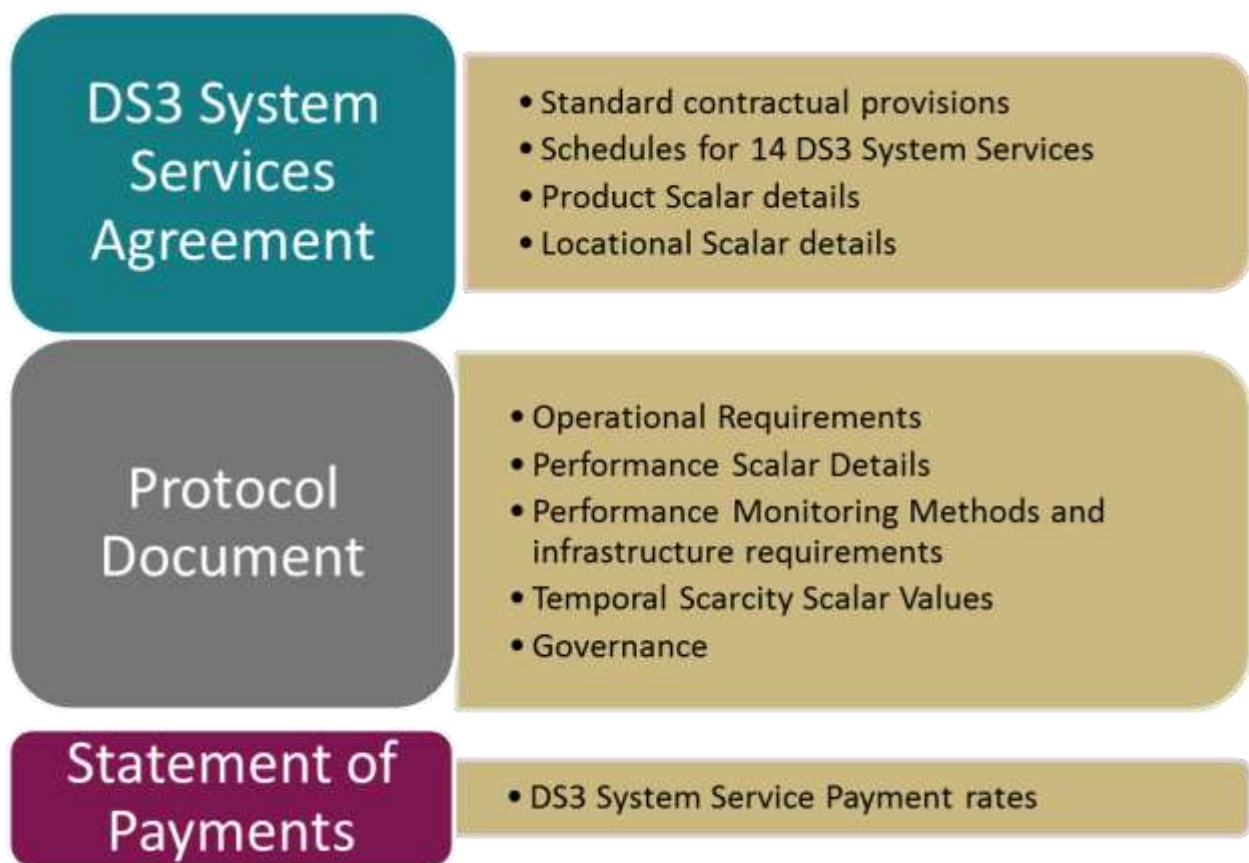 DS3 System
Services
Agreement
• Standard contractual provisions
• Schedules for 14 DS3 System Services
• Product Scalar details
• Locational Scalar details
Protocol
Document
• Operational Requirements
• Performance Scalar Details
• Performance Monitoring Methods and
infrastructure requirements
• Temporal Scarcity Scalar Values
• Governance
Statement of
Payments
• DS3 System Service Payment rates